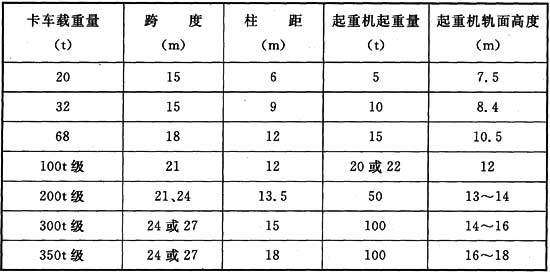 卡车载重量 跨 度 柱 距 起重机起重量 起重机轨面高度
(t) (m) (m) (t) (m)
20 15 6 5 7.5
32 15 9 10 8.4
68 18 12 15 10.5
100t 级 21 12 20 或 22 12
200t 级 21、24 13.5 50 13～14
300t 级 24 或 27 15 100 14～16
350t 级 24 或 27 18 100 16～18